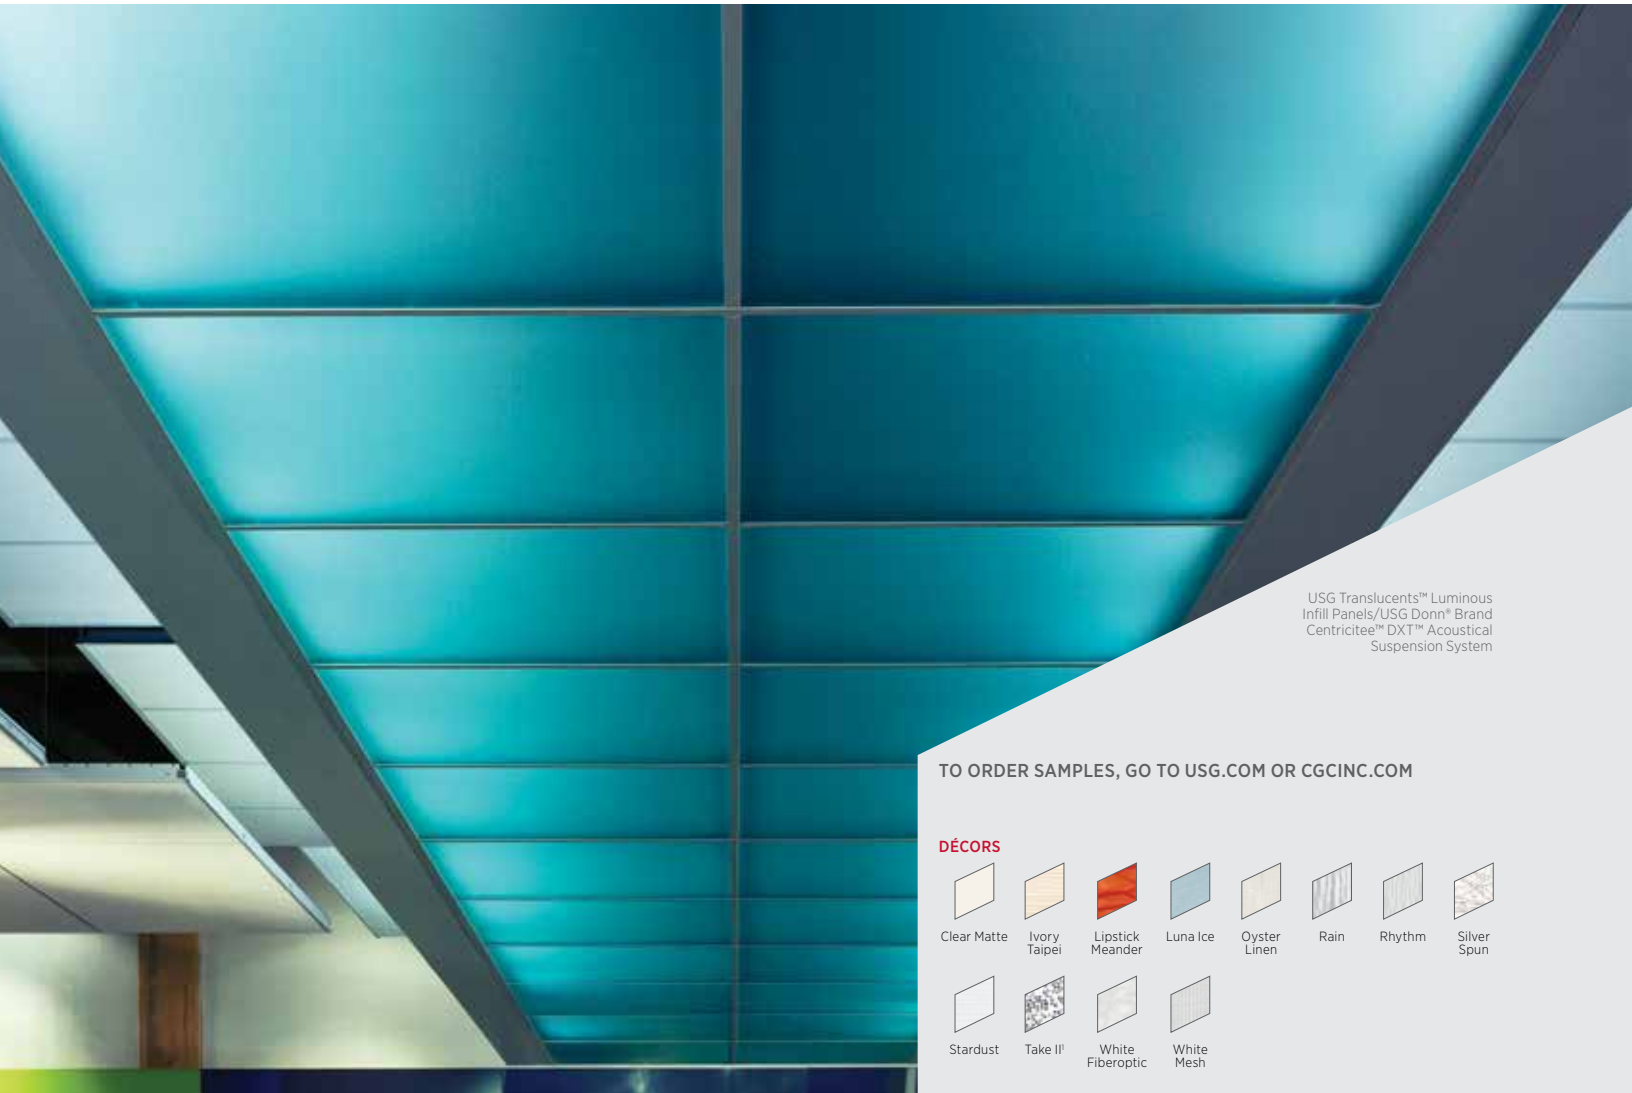 USG Translucents™ Luminous
Infill Panels/USG Donn® Brand
Centricitee™ DXT™ Acoustical
Suspension System
TO ORDER SAMPLES, GO TO USG.COM OR CGCINC.COM
DÉCORS
Clear Matte
Ivory
Taipei
Lipstick
Meander
Luna Ice
Oyster
Linen
Rain
Rhythm
Silver
Spun
Stardust
Take II¹
White
Fiberoptic
White
Mesh